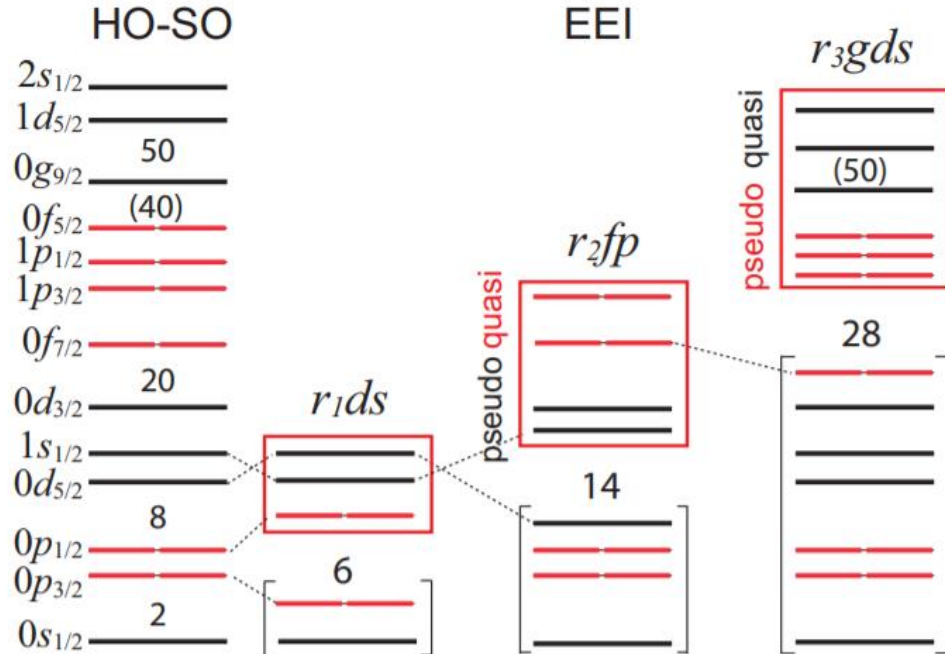 HO-SO
EEI
2s1/2
1d5/2
50
0g9/2
(40)
0f5/2
1p1/2
1p3/2
0f7/2
20
0d3/2
1s1/2
0d5/2
8
0p1/2
0p3/2
2
0s1/2
r1ds
6
r2fp
pseudo quasi
14
r3gds
pseudo quasi
(50)
28